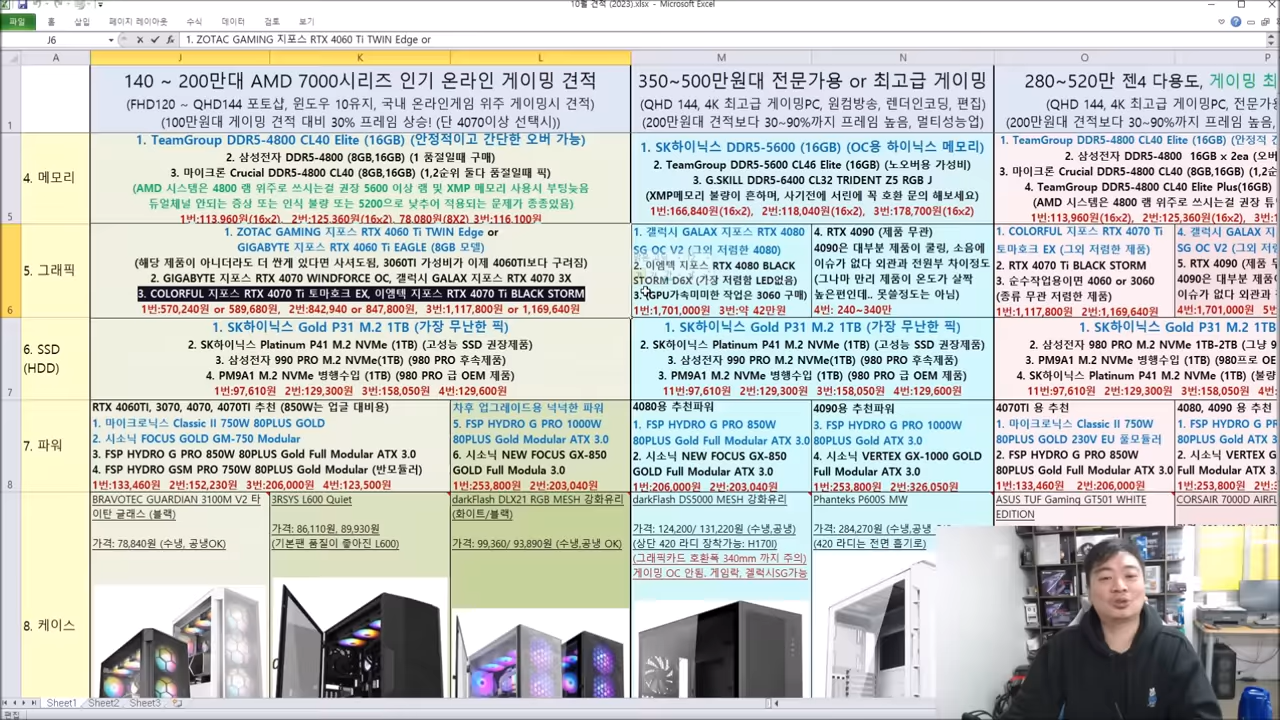 10월 견적 (2023).xlsx - Microsoft Excel
파일 홈 삽입 페이지 레이아웃 수식 데이터 검토 보기
J6 1. ZOTAC GAMING 지포스 RTX 4060 Ti TWIN Edge or
A J K L M N O P
1
140 ~ 200만대 AMD 7000시리즈 인기 온라인 게이밍 견적
(FHD120 ~ QHD144 포토샵, 윈도우 10유지, 국내 온라인게임 위주 게이밍시 견적)
(100만원대 게이밍 견적 대비 30% 프레임 상승! (단 4070이상 선택시))
350~500만원대 전문가용 or 최고급 게이밍
(QHD 144, 4K 최고급 게이밍PC, 원컴방송, 렌더인코딩, 편집)
(200만원대 견적보다 30~90%까지 프레임 높음, 멀티성능업)
280~520만 젠4 다용도, 게이밍 최
(QHD 144, 4K 최고급 게이밍PC, 전문가용
(200만원대 견적보다 30~90%까지 프레임 높음,
4. 메모리
5
1. TeamGroup DDR5-4800 CL40 Elite (16GB) (안정적이고 간단한 오버 가능)
2. 삼성전자 DDR5-4800 (8GB,16GB) (1 품절일때 구매)
3. 마이크론 Crucial DDR5-4800 CL40 (8GB,16GB) (1,2순위 둘다 품절일때 픽)
(AMD 시스템은 4800 램 위주로 쓰시는걸 권장 5600 이상 램 및 XMP 메모리 사용시 부팅늦음
듀얼체널 안되는 증상 또는 인식 불량 또는 5200으로 낮추어 적용되는 문제가 종종있음)
1번:113,960원(16x2), 2번:125,360원(16x2), 78,080원(8X2) 3번:116,100원
1. SK하이닉스 DDR5-5600 (16GB) (OC용 하이닉스 메모리)
2. TeamGroup DDR5-5600 CL46 Elite (16GB) (노오버용 가성비)
3. G.SKILL DDR5-6400 CL32 TRIDENT Z5 RGB J
(XMP메모리 불량이 흔하며, 사기전에 서린에 꼭 호환 문의 해보세요)
1번:166,840원(16x2), 2번:118,040원(16x2), 3번:178,700원(16x2)
1. TeamGroup DDR5-4800 CL40 Elite (16GB) (안정적
2. 삼성전자 DDR5-4800 16GB x 2ea (오버
3. 마이크론 Crucial DDR5-4800 CL40 (8GB,16GB) (1,2순
4. TeamGroup DDR5-4800 CL40 Elite Plus(16GB)
(AMD 시스템은 4800 램 위주로 쓰시는걸 권장 튜
1번:113,960원(16x2), 2번:125,360원(16x2),
5. 그래픽
6
1. ZOTAC GAMING 지포스 RTX 4060 Ti TWIN Edge or
GIGABYTE 지포스 RTX 4060 Ti EAGLE (8GB 모델)
(해당 제품이 아니더라도 더 싼게 있다면 사셔도됨, 3060TI 가성비가 이제 4060Ti보다 구려짐)
2. GIGABYTE 지포스 RTX 4070 WINDFORCE OC, 갤럭시 GALAX 지포스 RTX 4070 3X
3. COLORFUL 지포스 RTX 4070 Ti 토마호크 EX, 이엠텍 지포스 RTX 4070 Ti BLACK STORM
1번:570,240원 or 589,680원, 2번:842,940 or 847,800원, 3번:1,117,800원 or 1,169,640원
1. 갤럭시 GALAX 지포스 RTX 4080
SG OC V2 (그외 저렴한 4080)
2. 이엠텍 지포스 RTX 4080 BLACK
STORM D6X (가장 저렴함 LED없음)
3. (GPU가속미미한 작업은 3060 구매)
1번:1,701,000원 3번:약 42만원
4. RTX 4090 (제품 무관)
4090은 대부분 제품이 쿨링, 소음에
이슈가 없다 외관과 전원부 차이정도
(그나마 만리 제품이 온도가 살짝
높은편인데.. 못쓸정도는 아님)
4번: 240~340만
1. COLORFUL 지포스 RTX 4070 Ti
토마호크 EX (그외 저렴한 제품)
3. 순수작업용이면 4060 or 3060
(종류 무관 저렴한 제품)
1번:1,117,800원 2번:1,169,640원
4. 갤럭시 GALAX
SG OC V2 (그외
5. RTX 4090 (제품
4090은 대부분
이슈가 없다 외관
4번:1,701,000원 5
6. SSD
(HDD)
7
1. SK하이닉스 Gold P31 M.2 1TB (가장 무난한 픽)
2. SK하이닉스 Platinum P41 M.2 NVMe (1TB) (고성능 SSD 권장제품)
3. 삼성전자 990 PRO M.2 NVMe(1TB) (980 PRO 후속제품)
4. PM9A1 M.2 NVMe 병행수입 (1TB) (980 PRO 급 OEM 제품)
1번:97,610원 2번:129,300원 3번:158,050원 4번:129,600원
1. SK하이닉스 Gold P31 M.2 1TB (가장 무난한 픽)
2. SK하이닉스 Platinum P41 M.2 NVMe (1TB) (고성능 SSD 권장제품)
3. 삼성전자 990 PRO M.2 NVMe(1TB) (980 PRO 후속제품)
4. PM9A1 M.2 NVMe 병행수입 (1TB) (980 PRO 급 OEM 제품)
11번:97,610원 2번:129,300원 3번:158,050원 4번:129,600원
1. SK하이닉스 Gold P31 M.2 1TB
2. 삼성전자 980 PRO M.2 NVMe 1TB-2TB (그냥 9
3. PM9A1 M.2 NVMe 병행수입 (1TB) (980프로 OE
4. SK하이닉스 Platinum P41 M.2 NVMe (1TB) (불량
11번:97,610원 2번:129,300원 3번:158,050원 4번
7. 파워
8
RTX 4060TI, 3070, 4070, 4070TI 추천 (850W는 업글 대비용)
1. 마이크로닉스 Classic II 750W 80PLUS GOLD
2. 시소닉 FOCUS GOLD GM-750 Modular
3. FSP HYDRO G PRO 850W 80PLUS Gold Full Modular ATX 3.0
4. FSP HYDRO GSM PRO 750W 80PLUS Gold Modular (반모듈러)
1번:133,460원 2번:152,230원 3번:206,000원 4번:123,500원
차후 업그레이드용 넉넉한 파워
5. FSP HYDRO G PRO 1000W
80PLUS Gold Modular ATX 3.0
6. 시소닉 NEW FOCUS GX-850
GOLD Full Modula 3.0
1번:253,800원 2번:203,040원
4080용 추천파워
1. FSP HYDRO G PRO 850W
80PLUS Gold Full Modular ATX 3.0
2. 시소닉 NEW FOCUS GX-850
GOLD Full Modular ATX 3.0
1번:206,000원 2번:203,040원
4090용 추천파워
3. FSP HYDRO G PRO 1000W
80PLUS Gold Full Modular ATX 3.0
4. 시소닉 VERTEX GX-1000 GOLD
Full Modular ATX 3.0
1번:253,800원 2번:326,050원
4070TI 용 추천
1. 마이크로닉스 Classic II 750W
80PLUS GOLD 230V EU 풀모듈러
2. 시소닉 FOCUS GOLD GM-750
Modular
1번:133,460원 2번:206,000원
4080, 4090 용 추천
1. FSP HYDRO G
80PLUS Gold Full
2. 시소닉 VERTEX G
Full Modular ATX
1번:253,800원 2번
8. 케이스
BRAVOTEC GUARDIAN 3100M V2 타
이탄 글래스 (블랙)
가격: 78,840원 (수냉, 공냉OK)
3RSYS L600 Quiet
가격: 86,110원, 89,930원
(기본팬 품질이 좋아진 L600)
darkFlash DLX21 RGB MESH 강화유리
(화이트/블랙)
가격: 99,360/ 93,890원 (수냉,공냉 OK)
darkFlash DS5000 MESH 강화유리
가격: 124,200/ 131,220원 (수냉,공냉)
(상단 420 라디 장착가능: H170I)
(그래픽카드 호환폭 340mm 까지 주의)
게이밍 OC 안됨. 게임락, 겔럭시SG가능
Phanteks P600S MW
가격: 284,270원 (수냉,공냉
(420 라디는 전면 흡기로)
ASUS TUF Gaming GT501 WHITE
EDITION
CORSAIR 7000D AIRFL
Sheet1 Sheet2 Sheet3
편집